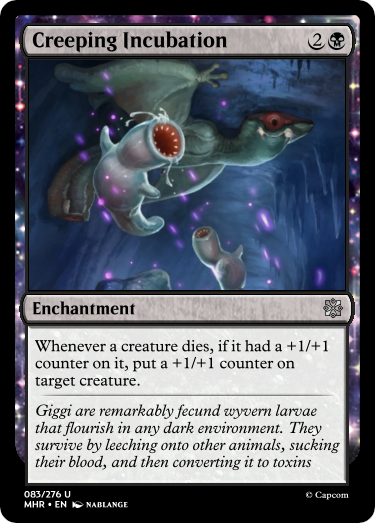 Creeping Incubation 2
Enchantment
Whenever a creature dies, if it had a +1/+1
counter on it, put a +1/+1 counter on
target creature.
Giggi are remarkably fecund wyvern larvae
that flourish in any dark environment. They
survive by leeching onto other animals, sucking
their blood, and then converting it to toxins
083/276 U
MHR • EN NABLANGE
© Capcom